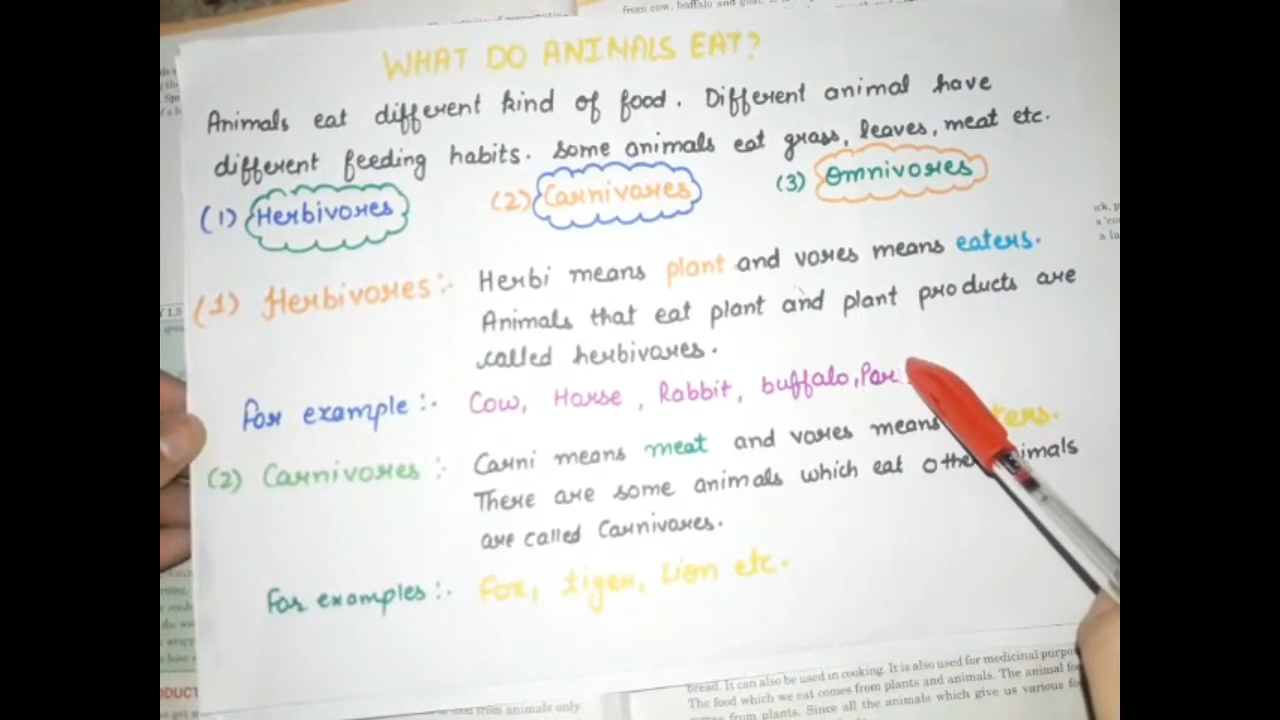 from cow, buffalo and goat.
WHAT DO ANIMALS EAT?
Animals eat different kind of food. Different animal have
different feeding habits. Some animals eat grass, leaves, meat etc.
(1) Herbivores (2) Carnivores (3) Omnivores
(1) Herbivores:- Herbi means plant and vores means eaters.
Animals that eat plant and plant products are
called herbivores.
For example:- Cow, Horse, Rabbit, buffalo,
(2) Carnivores:- Carni means meat and vores means
There are some animals which eat
are called Carnivores.
For examples:- Fox, tiger, Lion etc.
bread. It can also be used in cooking. It is also used for medicinal
The food which we eat comes from plants and animals. The animal
from plants. Since all the animals which give us various
from animals only.